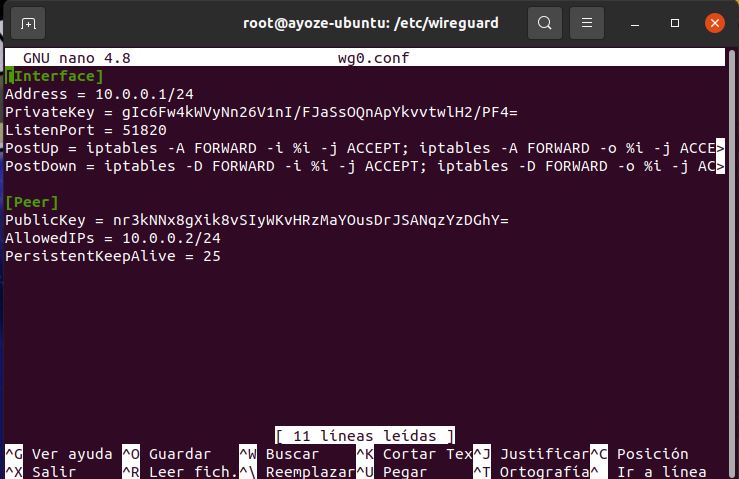 root@ayoze-ubuntu: /etc/wireguard
GNU nano 4.8 wg0.conf
[Interface]
Address = 10.0.0.1/24
PrivateKey = gIc6Fw4kWVyNn26V1nI/FJaSsOQnApYkvvtwlH2/PF4=
ListenPort = 51820
PostUp = iptables -A FORWARD -i %i -j ACCEPT; iptables -A FORWARD -o %i -j ACCE>
PostDown = iptables -D FORWARD -i %i -j ACCEPT; iptables -D FORWARD -o %i -j AC>
[Peer]
PublicKey = nr3kNNx8gXik8vSIyWKvHRzMaYOusDrJSANqzYzDGhY=
AllowedIPs = 10.0.0.2/24
PersistentKeepAlive = 25
[ 11 líneas leídas ]
^G Ver ayuda ^O Guardar ^W Buscar ^K Cortar Tex ^J Justificar ^C Posición
^X Salir ^R Leer fich. ^\ Reemplazar ^U Pegar ^T Ortografía ^_ Ir a línea